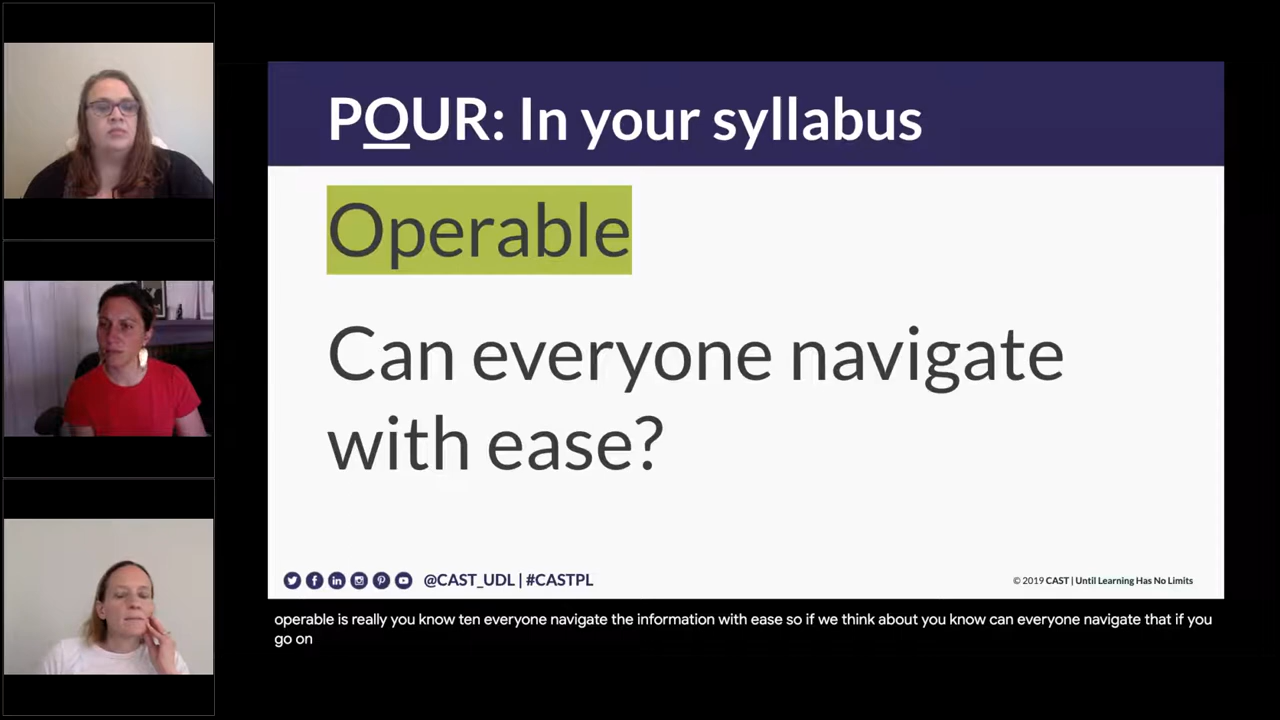 POUR: In your syllabus
Operable
Can everyone navigate
with ease?
@CAST_UDL | #CASTPL
© 2019 CAST | Until Learning Has No Limits
operable is really you know ten everyone navigate the information with ease so if we think about you know can everyone navigate that if you
go on